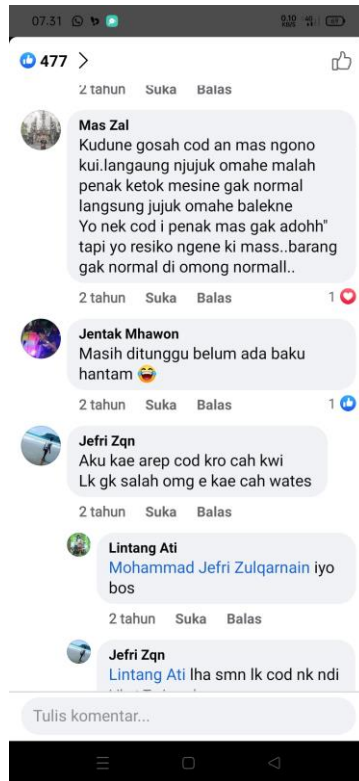 07.31
0.10 KB/S
477
2 tahun Suka Balas
Mas Zal
Kudune gosah cod an mas ngono
kui.langaung njujuk omahe malah
penak ketok mesine gak normal
langsung jujuk omahe balekne
Yo nek cod i penak mas gak adohh"
tapi yo resiko ngene ki mass..barang
gak normal di omong normall..
2 tahun Suka Balas 1
Jentak Mhawon
Masih ditunggu belum ada baku
hantam 😂
2 tahun Suka Balas 1
Jefri Zqn
Aku kae arep cod kro cah kwi
Lk gk salah omg e kae cah wates
2 tahun Suka Balas
Lintang Ati
Mohammad Jefri Zulqarnain iyo
bos
2 tahun Suka Balas
Jefri Zqn
Lintang Ati lha smn lk cod nk ndi
Tulis komentar...